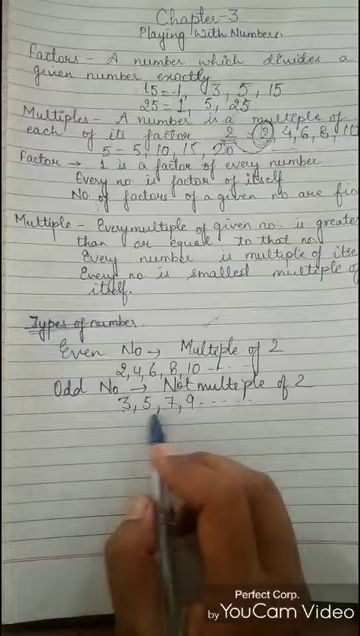 Chapter-3
Playing With Numbers
Factors - A number which divides a
given number exactly
15 = 1, 3, 5, 15
25 = 1, 5, 25
Multiples - A number is a multiple of
each of its factor 2 = 2, 4, 6, 8, 10
5 = 5, 10, 15, 20
Factor → 1 is a factor of every number
Every no. is factor of itself
No. of factors of a given no are fin
Multiple - Every multiple of given no. is greate
than or equal to that no.
Every number is multiple of itse
Every no. is smallest multiple of
itself.
Types of number
Even No → Multiple of 2
2, 4, 6, 8, 10 - - -
Odd No → Not multiple of 2
3, 5, 7, 9 - - - - -
Perfect Corp.
by YouCam Video